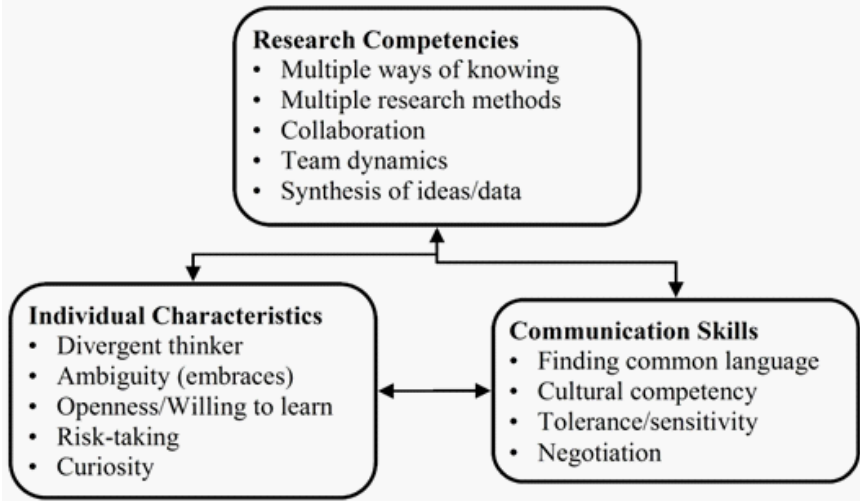 Research Competencies
• Multiple ways of knowing
• Multiple research methods
• Collaboration
• Team dynamics
• Synthesis of ideas/data
Individual Characteristics
• Divergent thinker
• Ambiguity (embraces)
• Openness/Willing to learn
• Risk-taking
• Curiosity
Communication Skills
• Finding common language
• Cultural competency
• Tolerance/sensitivity
• Negotiation